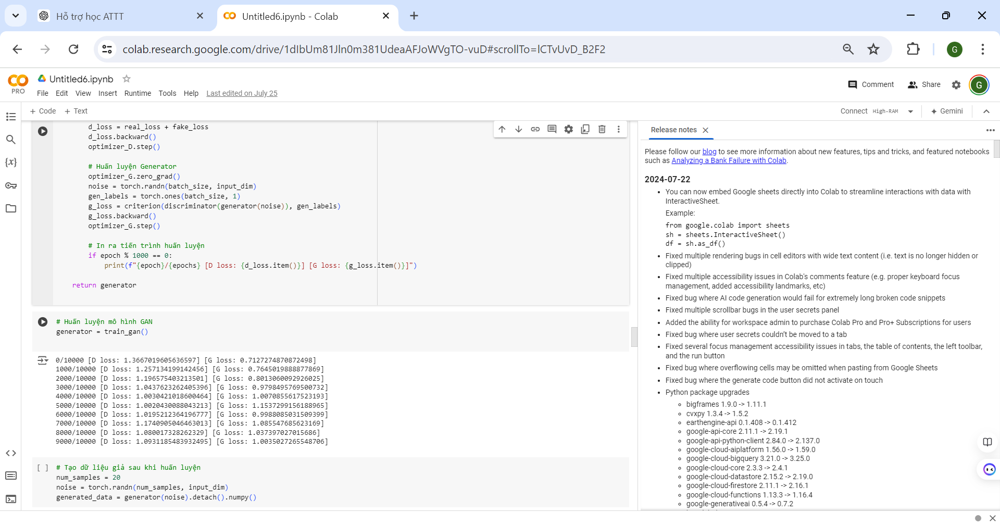 Hỗ trợ học ATTT
Untitled6.ipynb - Colab
colab.research.google.com/drive/1dIbUm81Jln0m381UdeaAFJoWVgTO-vuD#scrollTo=lCTvUvD_B2F2
G
PRO
Untitled6.ipynb
File Edit View Insert Runtime Tools Help Last edited on July 25
Comment Share G
+ Code + Text
Connect High-RAM Gemini
d_loss = real_loss + fake_loss
d_loss.backward()
optimizer_D.step()
# Huấn luyện Generator
optimizer_G.zero_grad()
noise = torch.randn(batch_size, input_dim)
gen_labels = torch.ones(batch_size, 1)
g_loss = criterion(discriminator(generator(noise)), gen_labels)
g_loss.backward()
optimizer_G.step()
# In ra tiến trình huấn luyện
if epoch % 1000 == 0:
print(f"{epoch}/{epochs} [D loss: {d_loss.item()}] [G loss: {g_loss.item()}]")
return generator
# Huấn luyện mô hình GAN
generator = train_gan()
0/10000 [D loss: 1.3667019605636597] [G loss: 0.7127274870872498]
1000/10000 [D loss: 1.257134199142456] [G loss: 0.7645019888877869]
2000/10000 [D loss: 1.196575403213501] [G loss: 0.8013060092926025]
3000/10000 [D loss: 1.0437623262405396] [G loss: 0.9798495769500732]
4000/10000 [D loss: 1.0030421018600464] [G loss: 1.0070855617523193]
5000/10000 [D loss: 1.0020430088043213] [G loss: 1.1537299156188965]
6000/10000 [D loss: 1.0195212364196777] [G loss: 0.9988085031509399]
7000/10000 [D loss: 1.1740905046463013] [G loss: 1.085547685623169]
8000/10000 [D loss: 1.080017328262329] [G loss: 1.037397027015686]
9000/10000 [D loss: 1.0931185483932495] [G loss: 1.0035027265548706]
[ ] # Tạo dữ liệu giả sau khi huấn luyện
num_samples = 20
noise = torch.randn(num_samples, input_dim)
generated_data = generator(noise).detach().numpy()
Release notes
Please follow our blog to see more information about new features, tips and tricks, and featured notebooks
such as Analyzing a Bank Failure with Colab.
2024-07-22
• You can now embed Google sheets directly into Colab to streamline interactions with data with
InteractiveSheet.
Example:
from google.colab import sheets
sh = sheets.InteractiveSheet()
df = sh.as_df()
• Fixed multiple rendering bugs in cell editors with wide text content (i.e. text is no longer hidden or
clipped)
• Fixed multiple accessibility issues in Colab's comments feature (e.g. proper keyboard focus
management, added accessibility landmarks, etc)
• Fixed bug where AI code generation would fail for extremely long broken code snippets
• Fixed multiple scrollbar bugs in the user secrets panel
• Added the ability for workspace admin to purchase Colab Pro and Pro+ Subscriptions for users
• Fixed bug where user secrets couldn’t be moved to a tab
• Fixed several focus management accessibility issues in tabs, the table of contents, the left toolbar,
and the run button
• Fixed bug where overflowing cells may be omitted when pasting from Google Sheets
• Fixed bug where the generate code button did not activate on touch
• Python package upgrades
bigframes 1.9.0 -> 1.11.1
cvxpy 1.3.4 -> 1.5.2
earthengine-api 0.1.408 -> 0.1.412
google-api-core 2.11.1 -> 2.19.1
google-api-python-client 2.84.0 -> 2.137.0
google-cloud-aiplatform 1.56.0 -> 1.59.0
google-cloud-bigquery 3.21.0 -> 3.25.0
google-cloud-core 2.3.3 -> 2.4.1
google-cloud-datastore 2.15.2 -> 2.19.0
google-cloud-firestore 2.11.1 -> 2.16.1
google-cloud-functions 1.13.3 -> 1.16.4
google-generativeai 0.5.4 -> 0.7.2